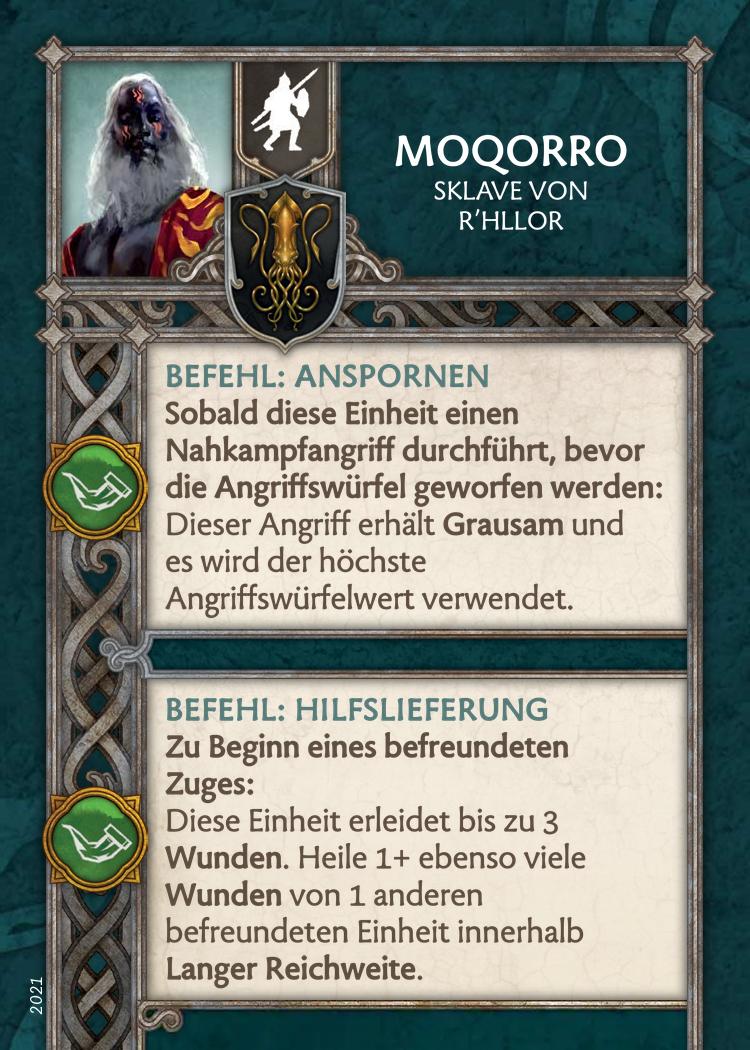 MOQORRO
SKLAVE VON
R'HLLOR
BEFEHL: ANSPORNEN
Sobald diese Einheit einen
Nahkampfangriff durchführt, bevor
die Angriffswürfel geworfen werden:
Dieser Angriff erhält Grausam und
es wird der höchste
Angriffswürfelwert verwendet.
BEFEHL: HILFSLIEFERUNG
Zu Beginn eines befreundeten
Zuges:
Diese Einheit erleidet bis zu 3
Wunden. Heile 1+ ebenso viele
Wunden von 1 anderen
befreundeten Einheit innerhalb
Langer Reichweite.
2021